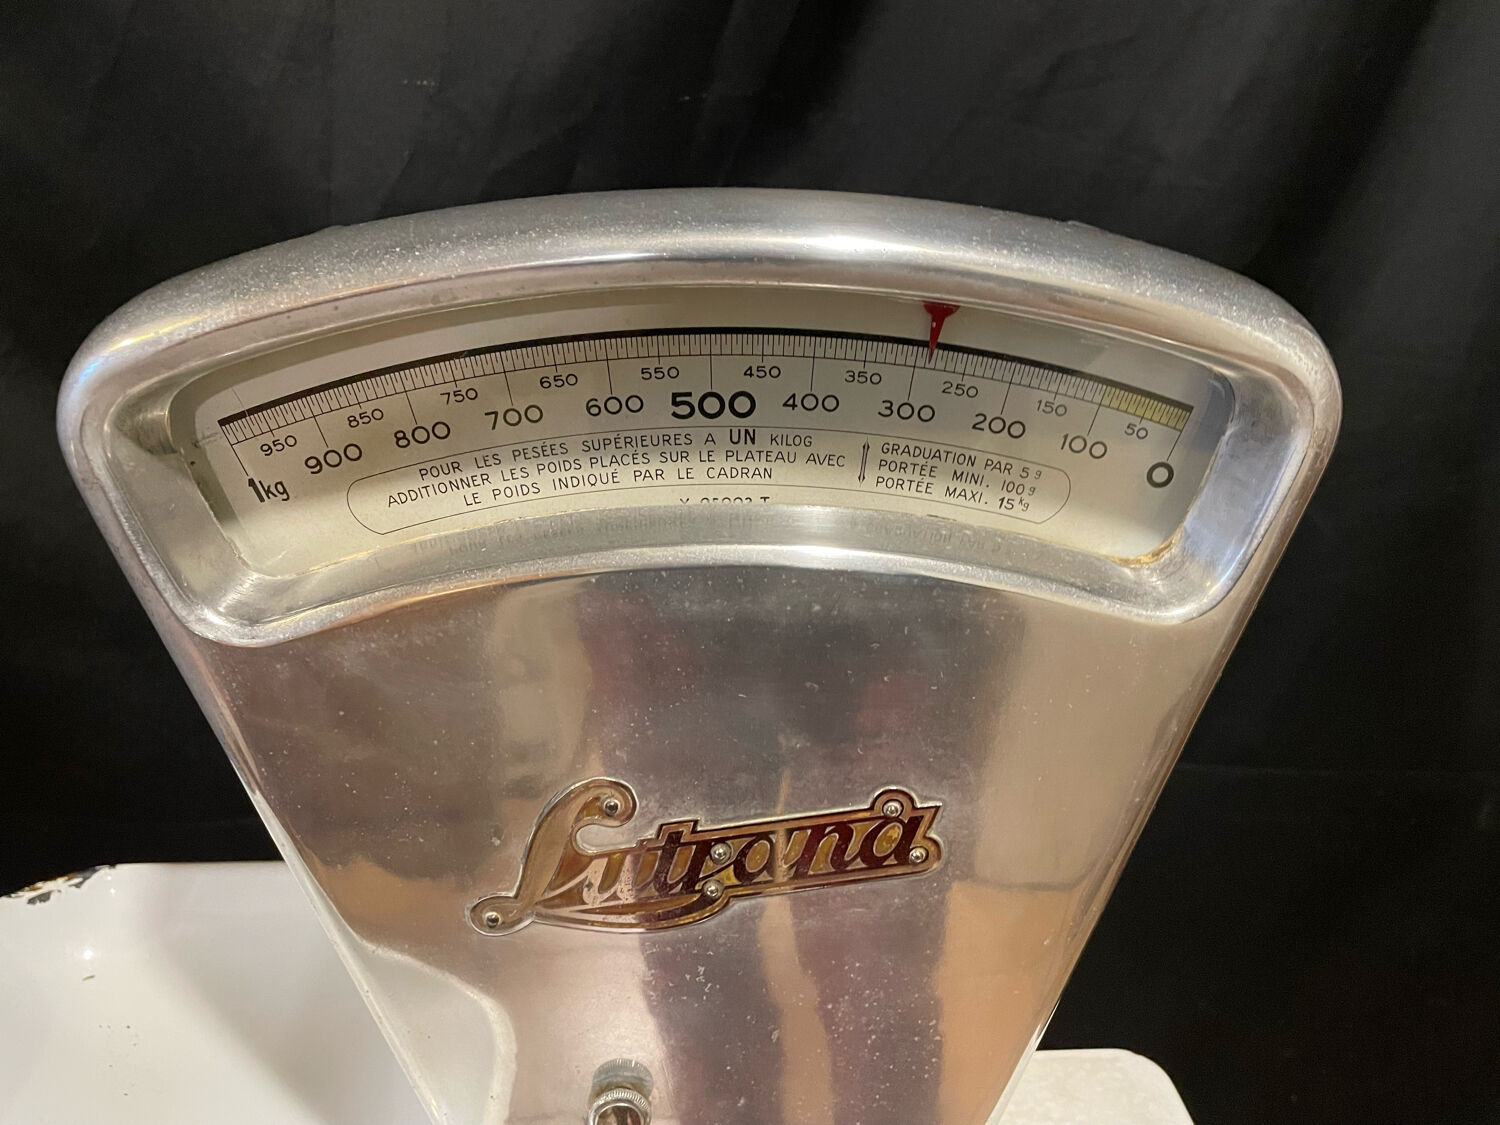 950 850 750 650 550 450 350 250 150 50
1kg 900 800 700 600 500 400 300 200 100 0
POUR LES PESÉES SUPÉRIEURES A UN KILOG
ADDITIONNER LES POIDS PLACÉS SUR LE PLATEAU AVEC
LE POIDS INDIQUÉ PAR LE CADRAN
GRADUATION PAR 5 g
PORTÉE MINI. 100 g
PORTÉE MAXI. 15 kg
Lutrana